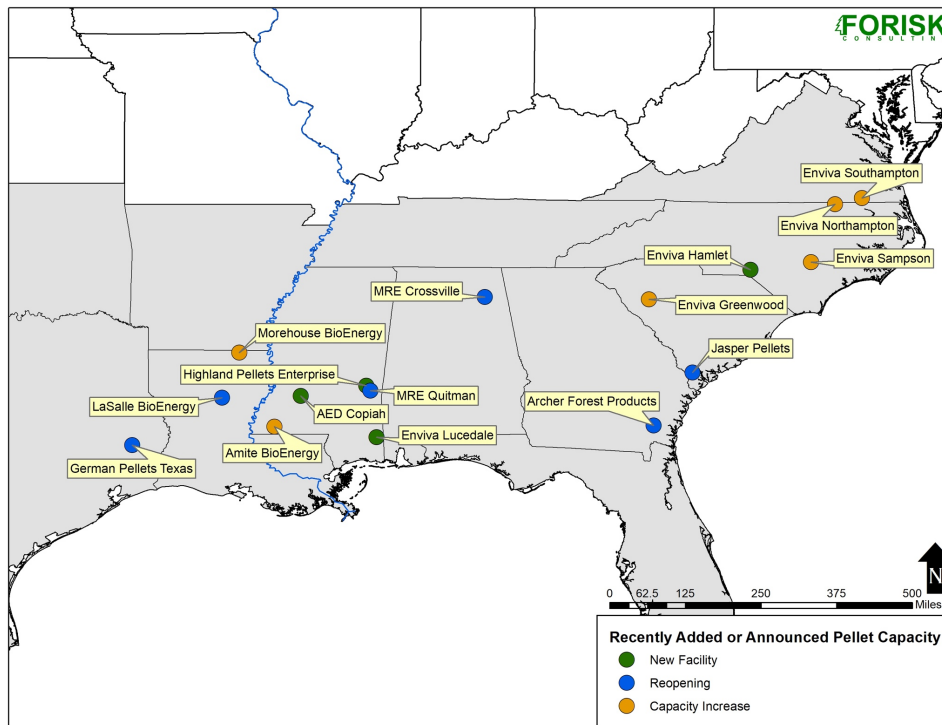 FORISK
CONSULTING
Enviva Southampton
Enviva Northampton
Enviva Hamlet
Enviva Sampson
MRE Crossville
Enviva Greenwood
Morehouse BioEnergy
Jasper Pellets
Highland Pellets Enterprise
MRE Quitman
LaSalle BioEnergy
AED Copiah
Archer Forest Products
Enviva Lucedale
Amite BioEnergy
German Pellets Texas
N
0 62.5 125 250 375 500
Miles
Recently Added or Announced Pellet Capacity
New Facility
Reopening
Capacity Increase